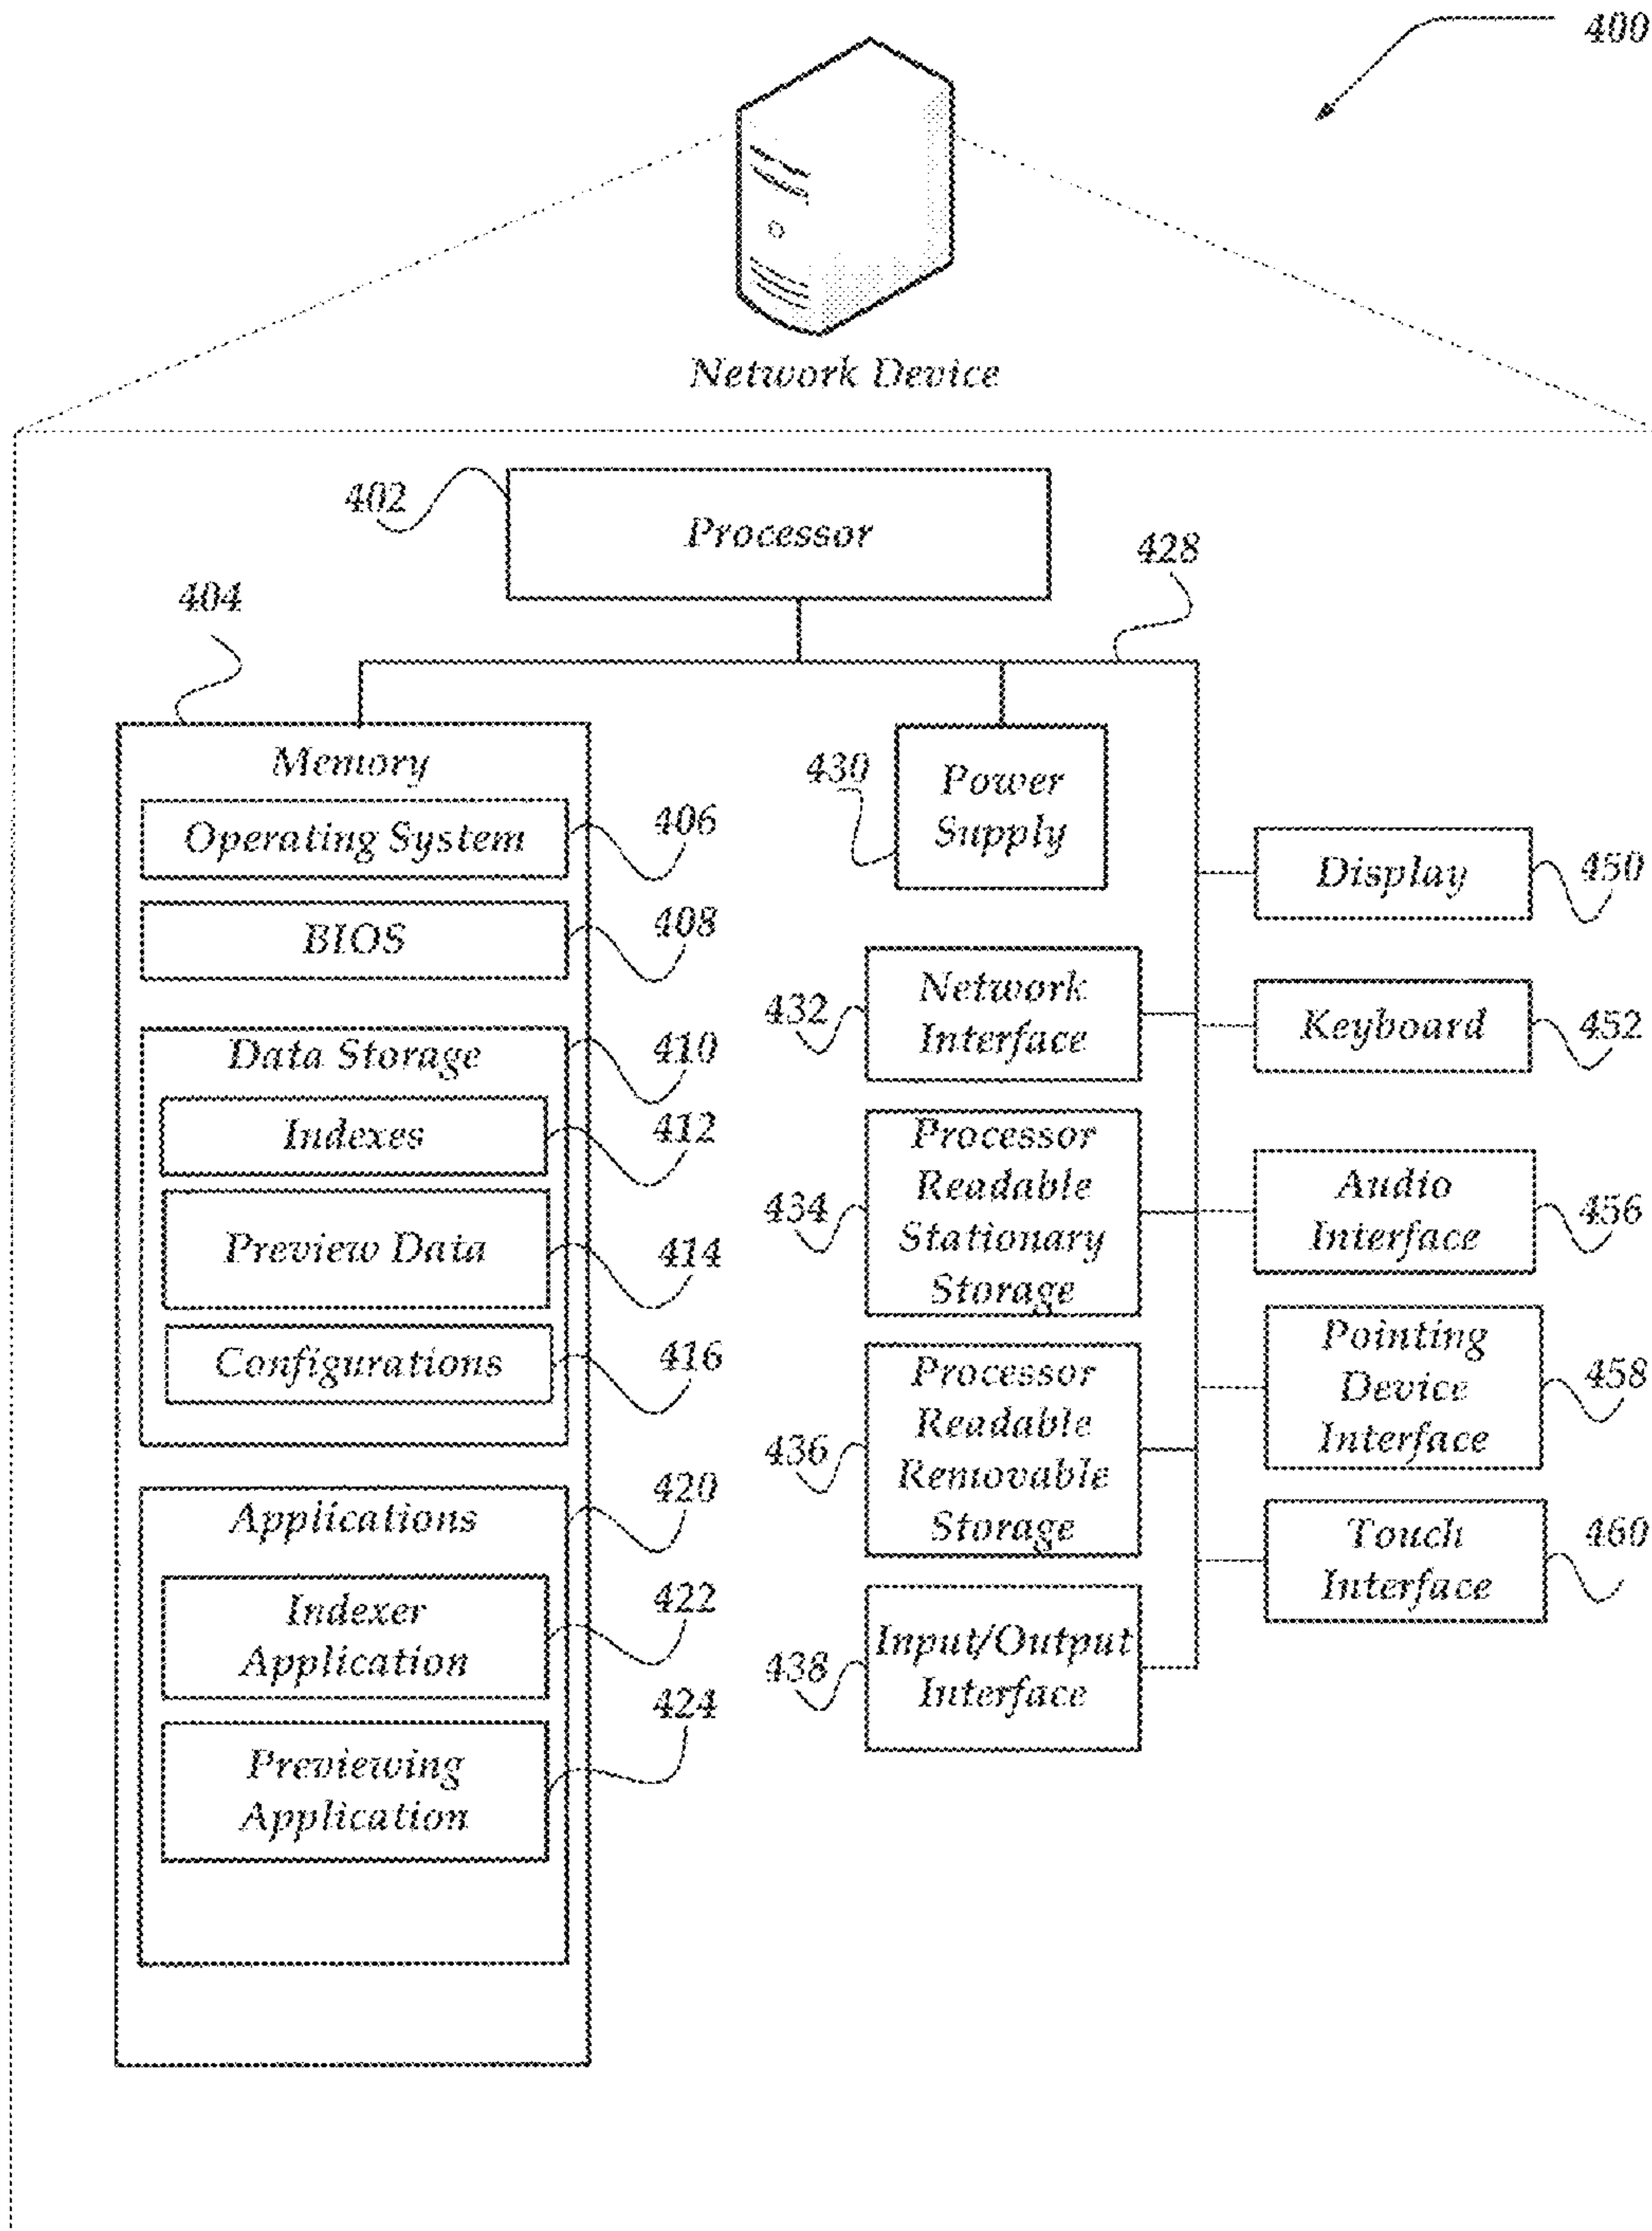 400
Network Device
402
Processor
428
404
Memory
Operating System
406
BIOS
408
Data Storage
410
Indexes
412
Preview Data
414
Configurations
416
Applications
420
Indexer
Application
422
Previewing
Application
424
430
Power
Supply
432
Network
Interface
434
Processor
Readable
Stationary
Storage
436
Processor
Readable
Removable
Storage
438
Input/Output
Interface
Display
450
Keyboard
452
Audio
Interface
456
Pointing
Device
Interface
458
Touch
Interface
460